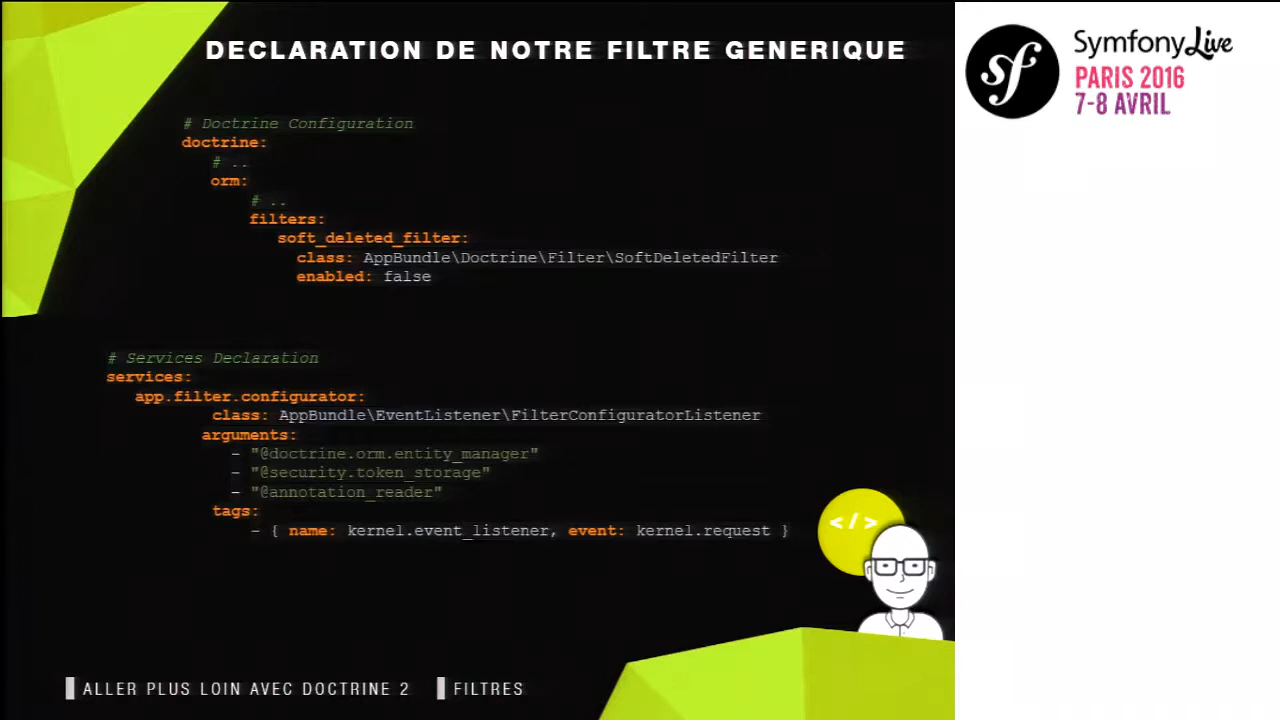 DECLARATION DE NOTRE FILTRE GENERIQUE
# Doctrine Configuration
doctrine:
# ..
orm:
# ..
filters:
soft_deleted_filter:
class: AppBundle\Doctrine\Filter\SoftDeletedFilter
enabled: false
# Services Declaration
services:
app.filter.configurator:
class: AppBundle\EventListener\FilterConfiguratorListener
arguments:
- "@doctrine.orm.entity_manager"
- "@security.token_storage"
- "@annotation_reader"
tags:
- { name: kernel.event_listener, event: kernel.request }
</>
ALLER PLUS LOIN AVEC DOCTRINE 2
FILTRES
sf
SymfonyLive
PARIS 2016
7-8 AVRIL